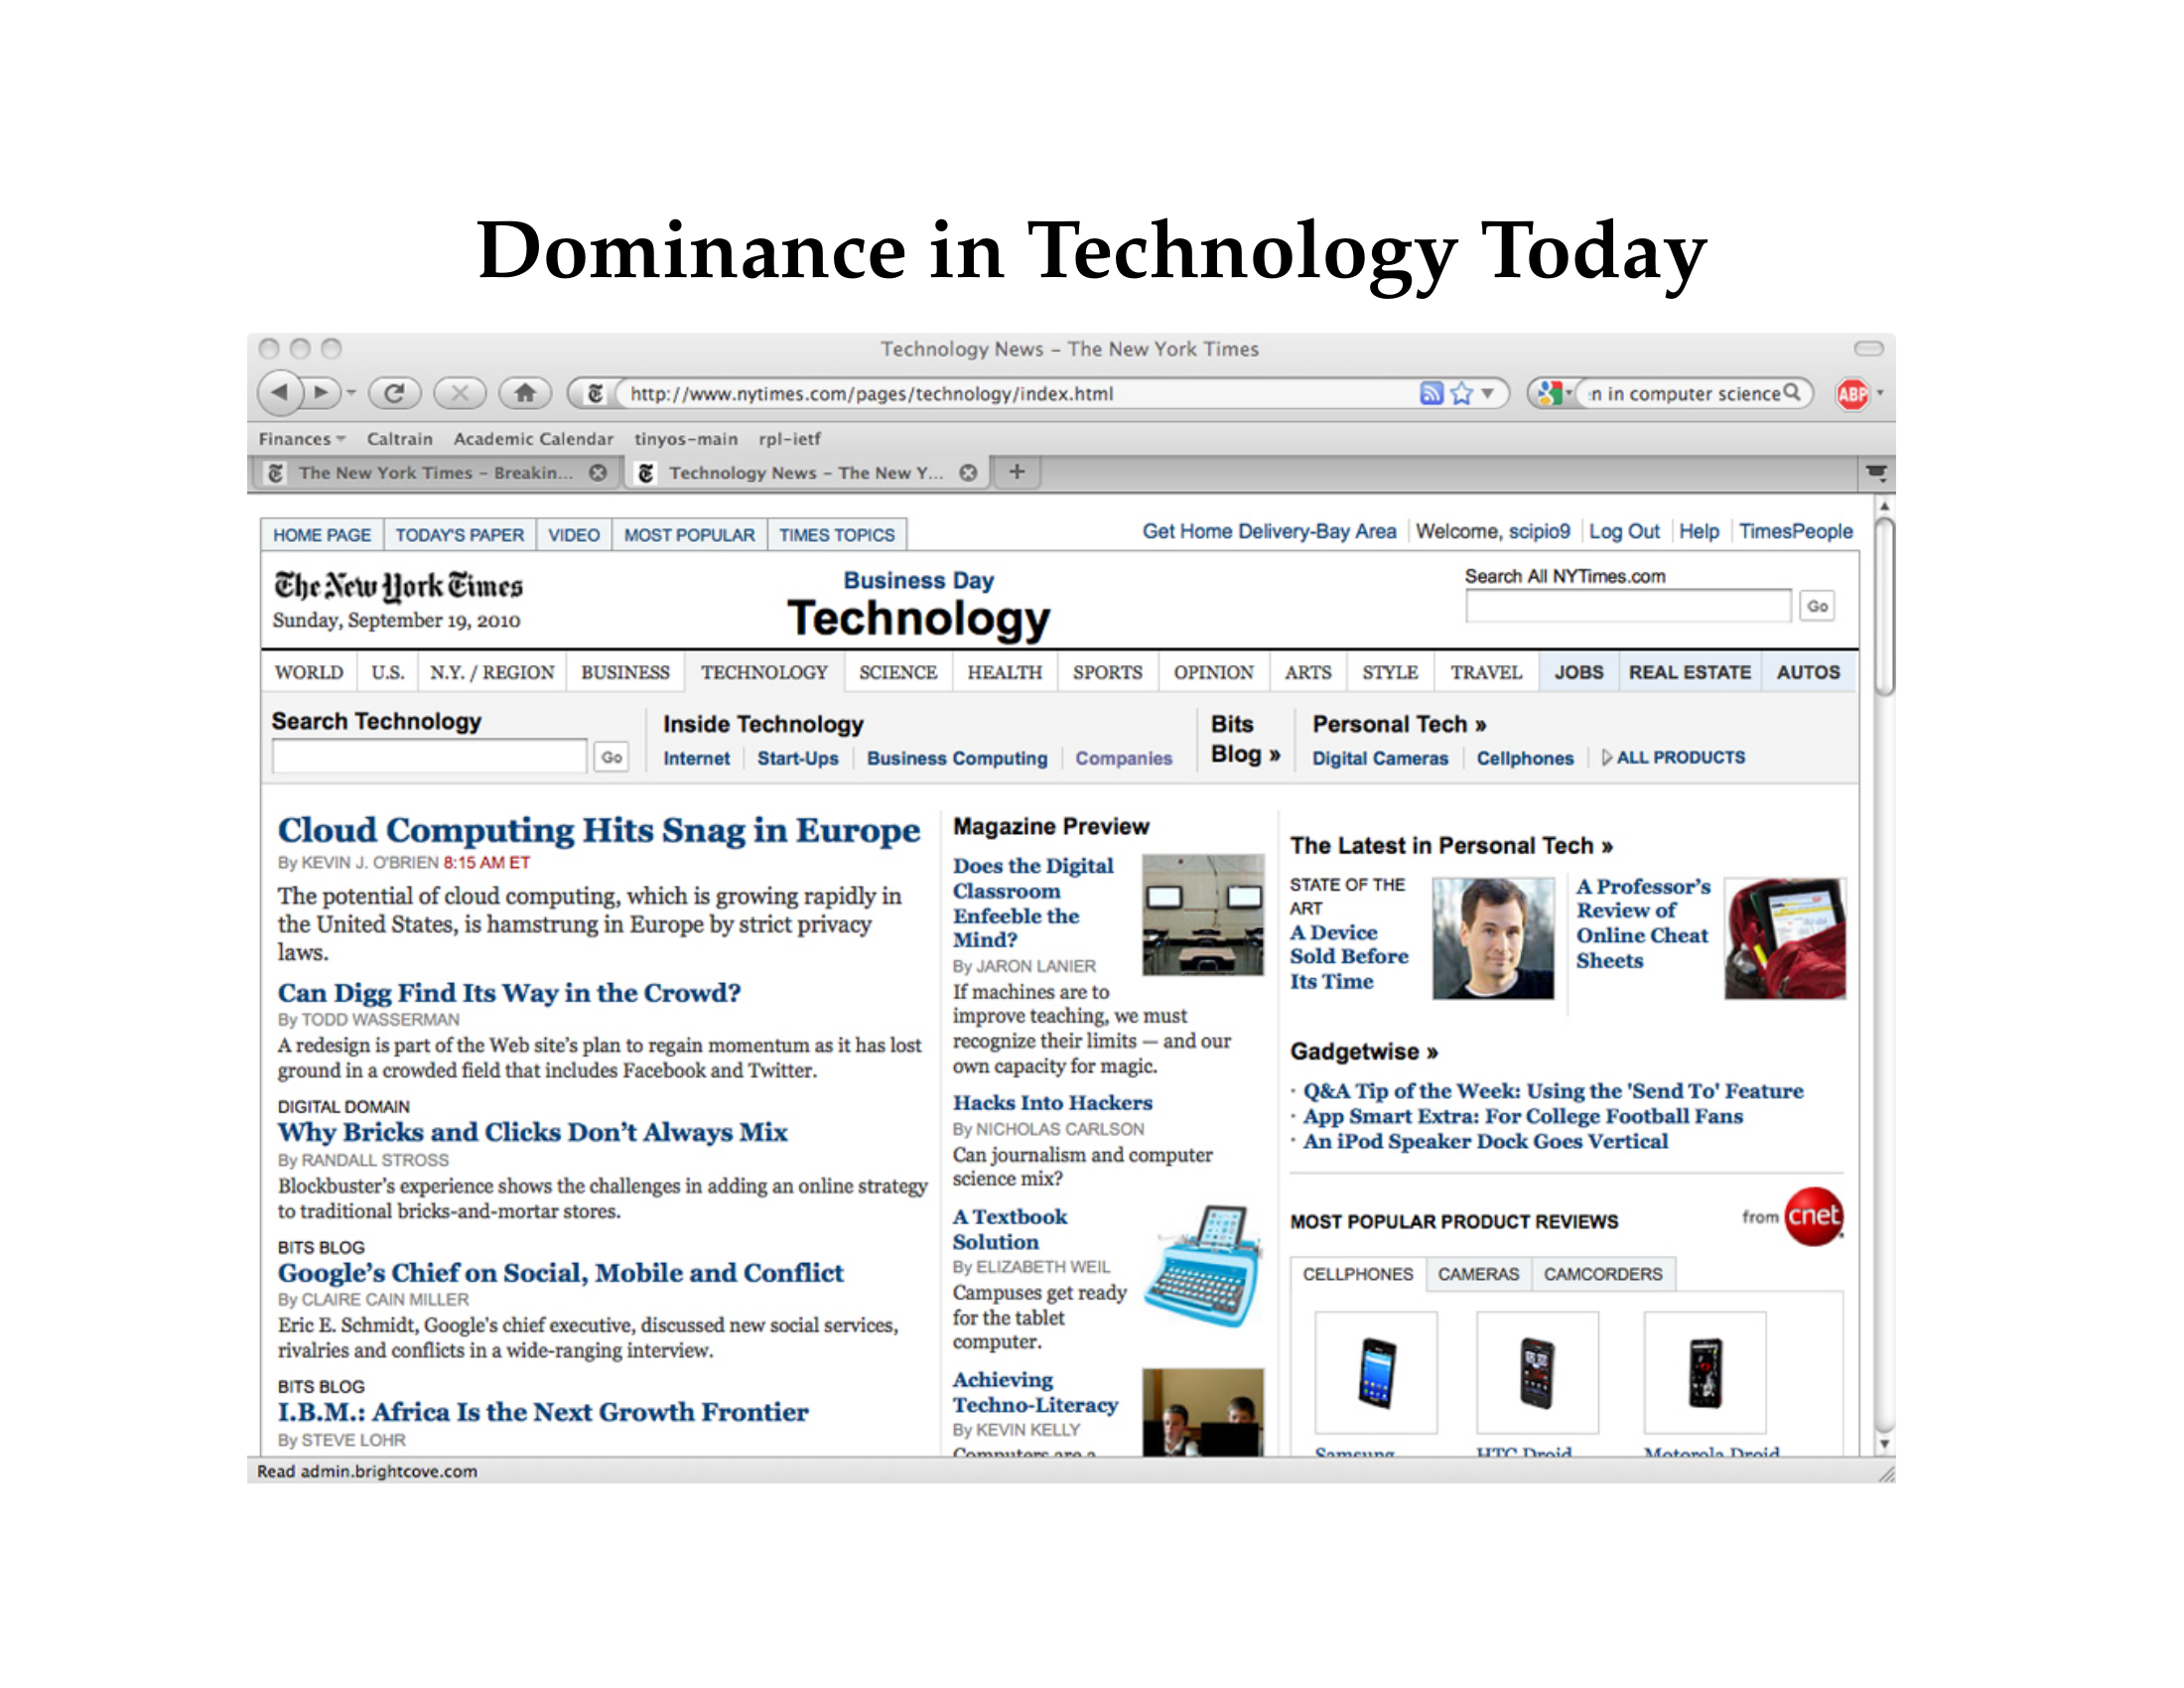 Dominance in Technology Today
Technology News – The New York Times
http://www.nytimes.com/pages/technology/index.html
n in computer science
ABP
Finances
Caltrain
Academic Calendar
tinyos-main
rpl-ietf
The New York Times – Breakin...
Technology News – The New Y...
HOME PAGE
TODAY'S PAPER
VIDEO
MOST POPULAR
TIMES TOPICS
Get Home Delivery-Bay Area
Welcome, scipio9
Log Out
Help
TimesPeople
The New York Times
Sunday, September 19, 2010
Business Day
Technology
Search All NYTimes.com
Go
WORLD
U.S.
N.Y. / REGION
BUSINESS
TECHNOLOGY
SCIENCE
HEALTH
SPORTS
OPINION
ARTS
STYLE
TRAVEL
JOBS
REAL ESTATE
AUTOS
Search Technology
Go
Inside Technology
Internet
Start-Ups
Business Computing
Companies
Bits
Blog »
Personal Tech »
Digital Cameras
Cellphones
ALL PRODUCTS
Cloud Computing Hits Snag in Europe
By KEVIN J. O'BRIEN 8:15 AM ET
The potential of cloud computing, which is growing rapidly in
the United States, is hamstrung in Europe by strict privacy
laws.
Can Digg Find Its Way in the Crowd?
By TODD WASSERMAN
A redesign is part of the Web site's plan to regain momentum as it has lost
ground in a crowded field that includes Facebook and Twitter.
DIGITAL DOMAIN
Why Bricks and Clicks Don't Always Mix
By RANDALL STROSS
Blockbuster's experience shows the challenges in adding an online strategy
to traditional bricks-and-mortar stores.
BITS BLOG
Google's Chief on Social, Mobile and Conflict
By CLAIRE CAIN MILLER
Eric E. Schmidt, Google's chief executive, discussed new social services,
rivalries and conflicts in a wide-ranging interview.
BITS BLOG
I.B.M.: Africa Is the Next Growth Frontier
By STEVE LOHR
Magazine Preview
Does the Digital
Classroom
Enfeeble the
Mind?
By JARON LANIER
If machines are to
improve teaching, we must
recognize their limits — and our
own capacity for magic.
Hacks Into Hackers
By NICHOLAS CARLSON
Can journalism and computer
science mix?
A Textbook
Solution
By ELIZABETH WEIL
Campuses get ready
for the tablet
computer.
Achieving
Techno-Literacy
By KEVIN KELLY
Computers are a
The Latest in Personal Tech »
STATE OF THE
ART
A Device
Sold Before
Its Time
A Professor's
Review of
Online Cheat
Sheets
Gadgetwise »
· Q&A Tip of the Week: Using the 'Send To' Feature
· App Smart Extra: For College Football Fans
· An iPod Speaker Dock Goes Vertical
MOST POPULAR PRODUCT REVIEWS
from cnet
CELLPHONES
CAMERAS
CAMCORDERS
Samsung
HTC Droid
Motorola Droid
Read admin.brightcove.com